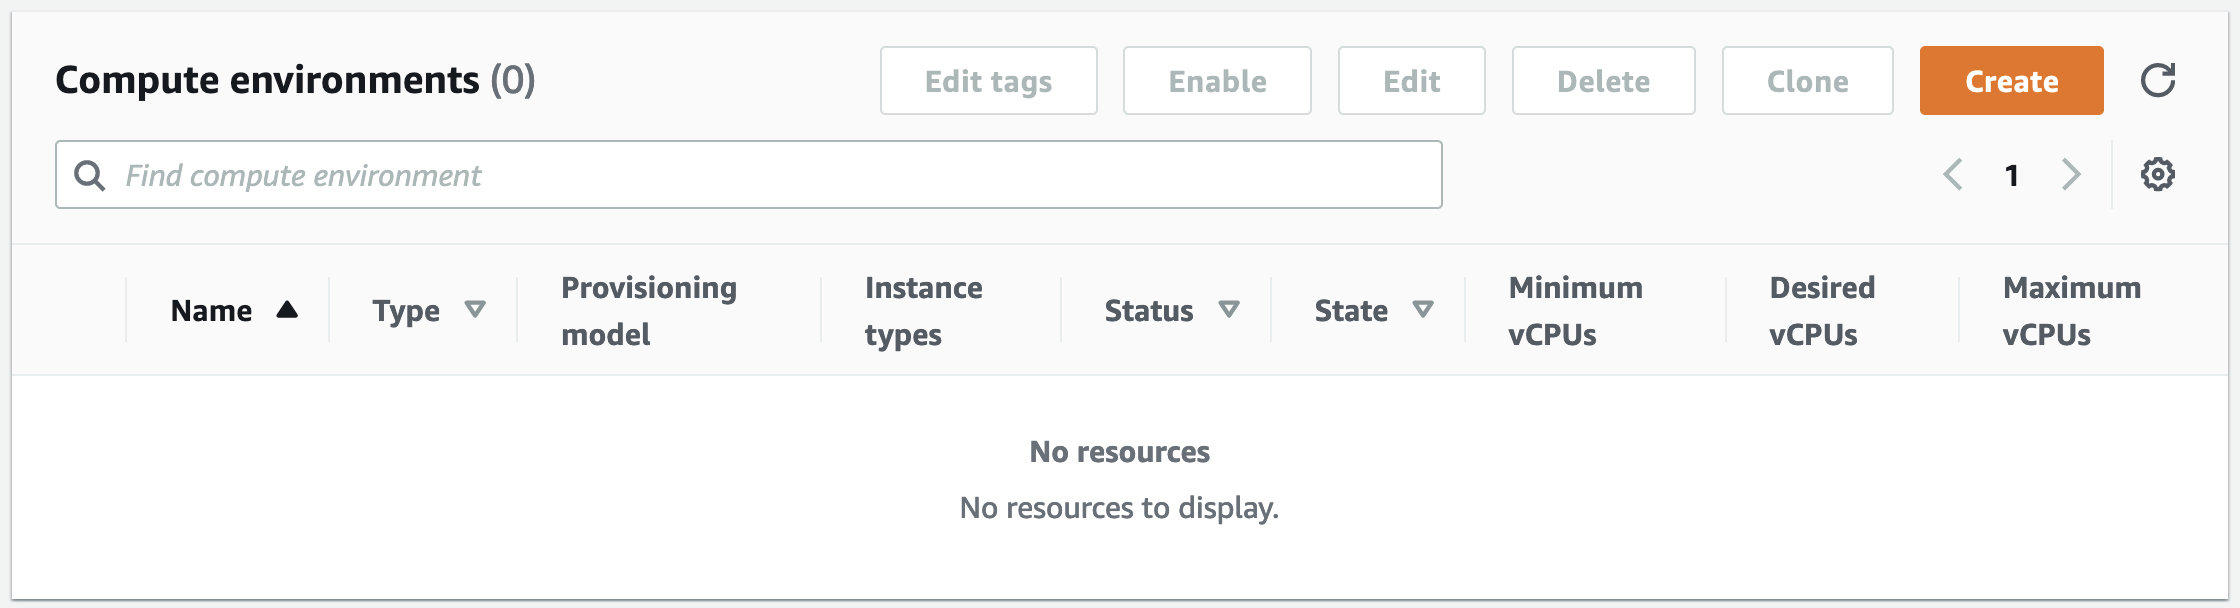 Compute environments (0)
Edit tags
Enable
Edit
Delete
Clone
Create
Find compute environment
1
Name
Type
Provisioning
model
Instance
types
Status
State
Minimum
vCPUs
Desired
vCPUs
Maximum
vCPUs
No resources
No resources to display.